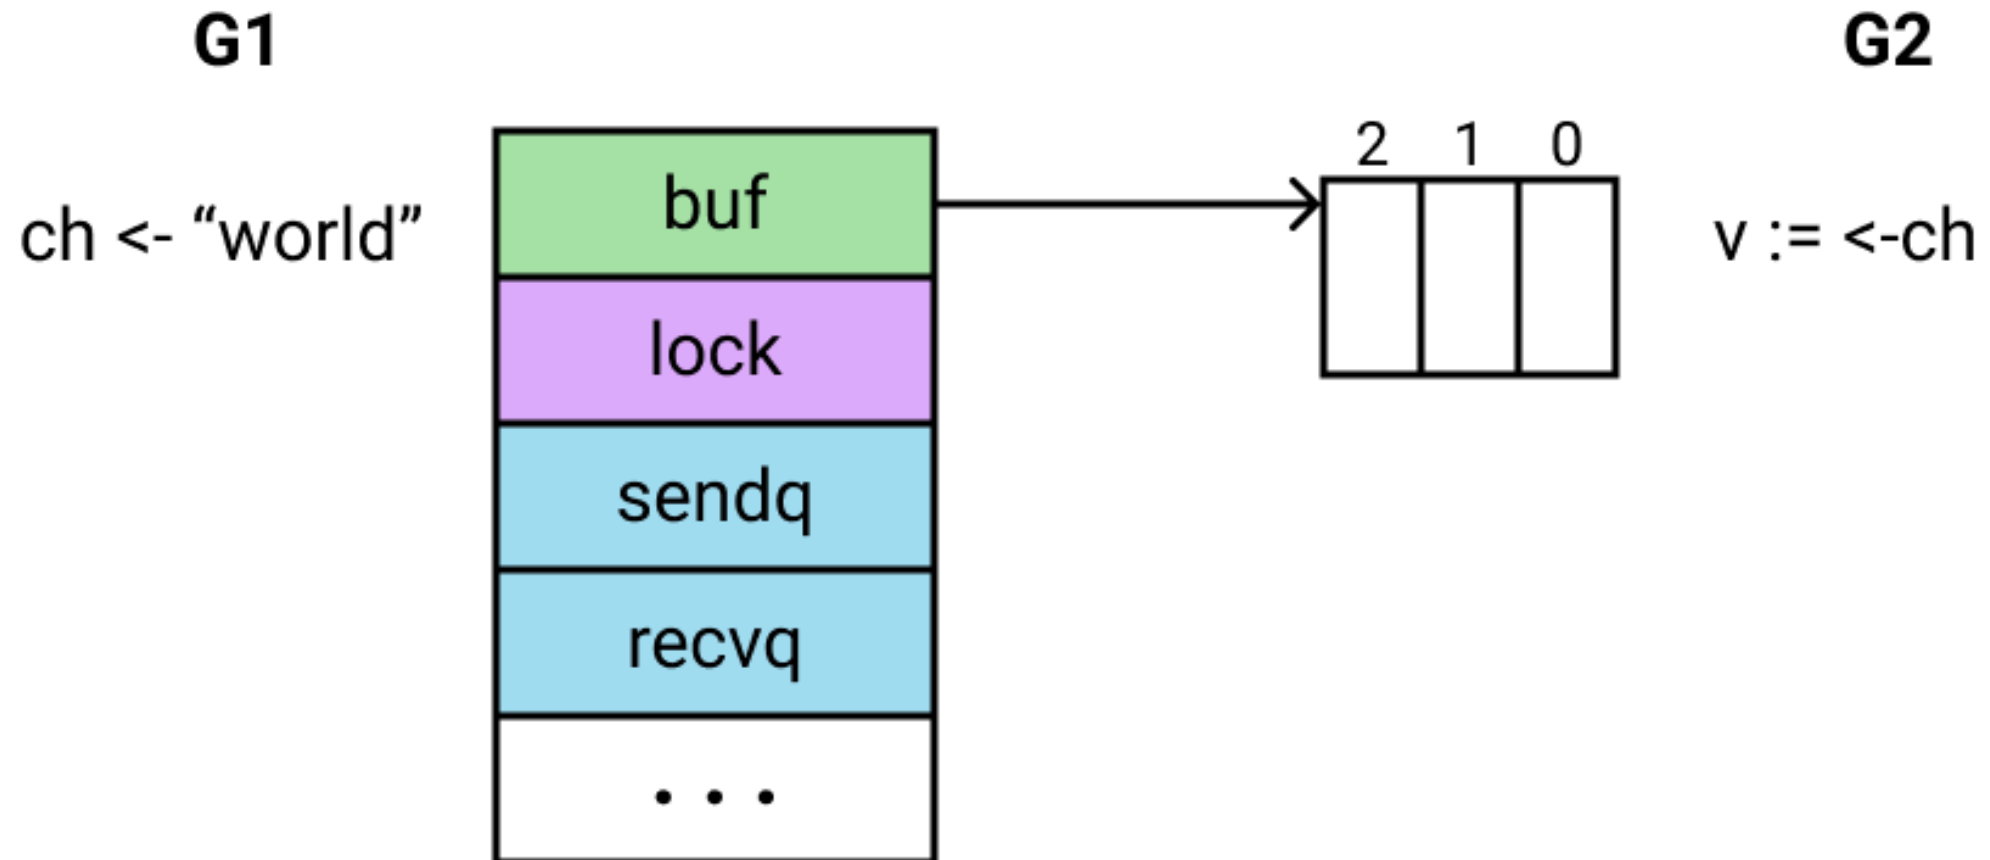 G1
G2
2 1 0
ch <- “world”
buf
v := <-ch
lock
sendq
recvq
...